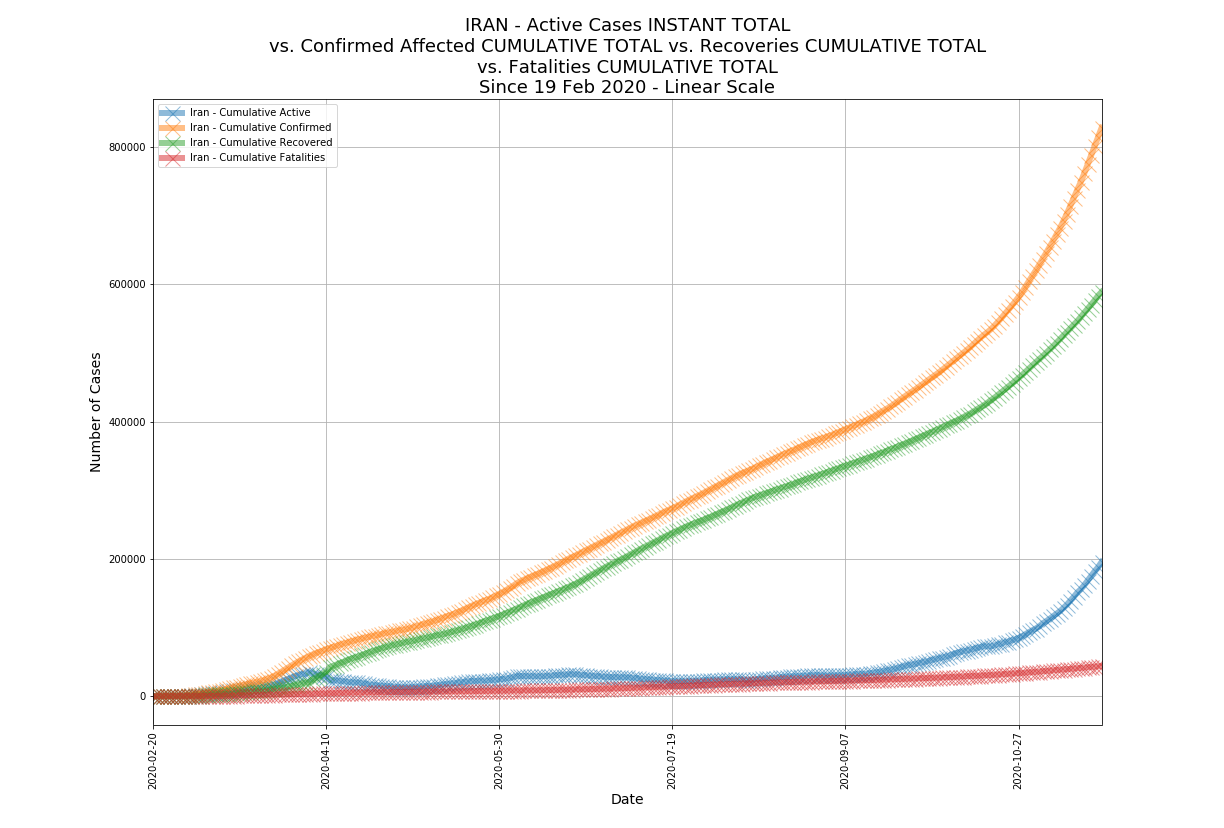 IRAN - Active Cases INSTANT TOTAL
vs. Confirmed Affected CUMULATIVE TOTAL vs. Recoveries CUMULATIVE TOTAL
vs. Fatalities CUMULATIVE TOTAL
Since 19 Feb 2020 - Linear Scale
Iran - Cumulative Active
Iran - Cumulative Confirmed
Iran - Cumulative Recovered
Iran - Cumulative Fatalities
Number of Cases
800000
600000
400000
200000
0
2020-02-20
2020-04-10
2020-05-30
2020-07-19
2020-09-07
2020-10-27
Date